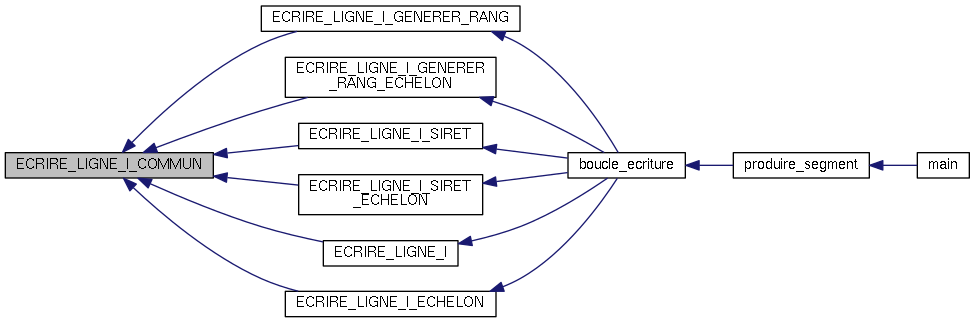 ECRIRE_LIGNE_I_GENERER_RANG
ECRIRE_LIGNE_I_GENERER
_RANG_ECHELON
ECRIRE_LIGNE_I_SIRET
ECRIRE_LIGNE_I_COMMUN
boucle_ecriture
produire_segment
main
ECRIRE_LIGNE_I_SIRET
_ECHELON
ECRIRE_LIGNE_I
ECRIRE_LIGNE_I_ECHELON